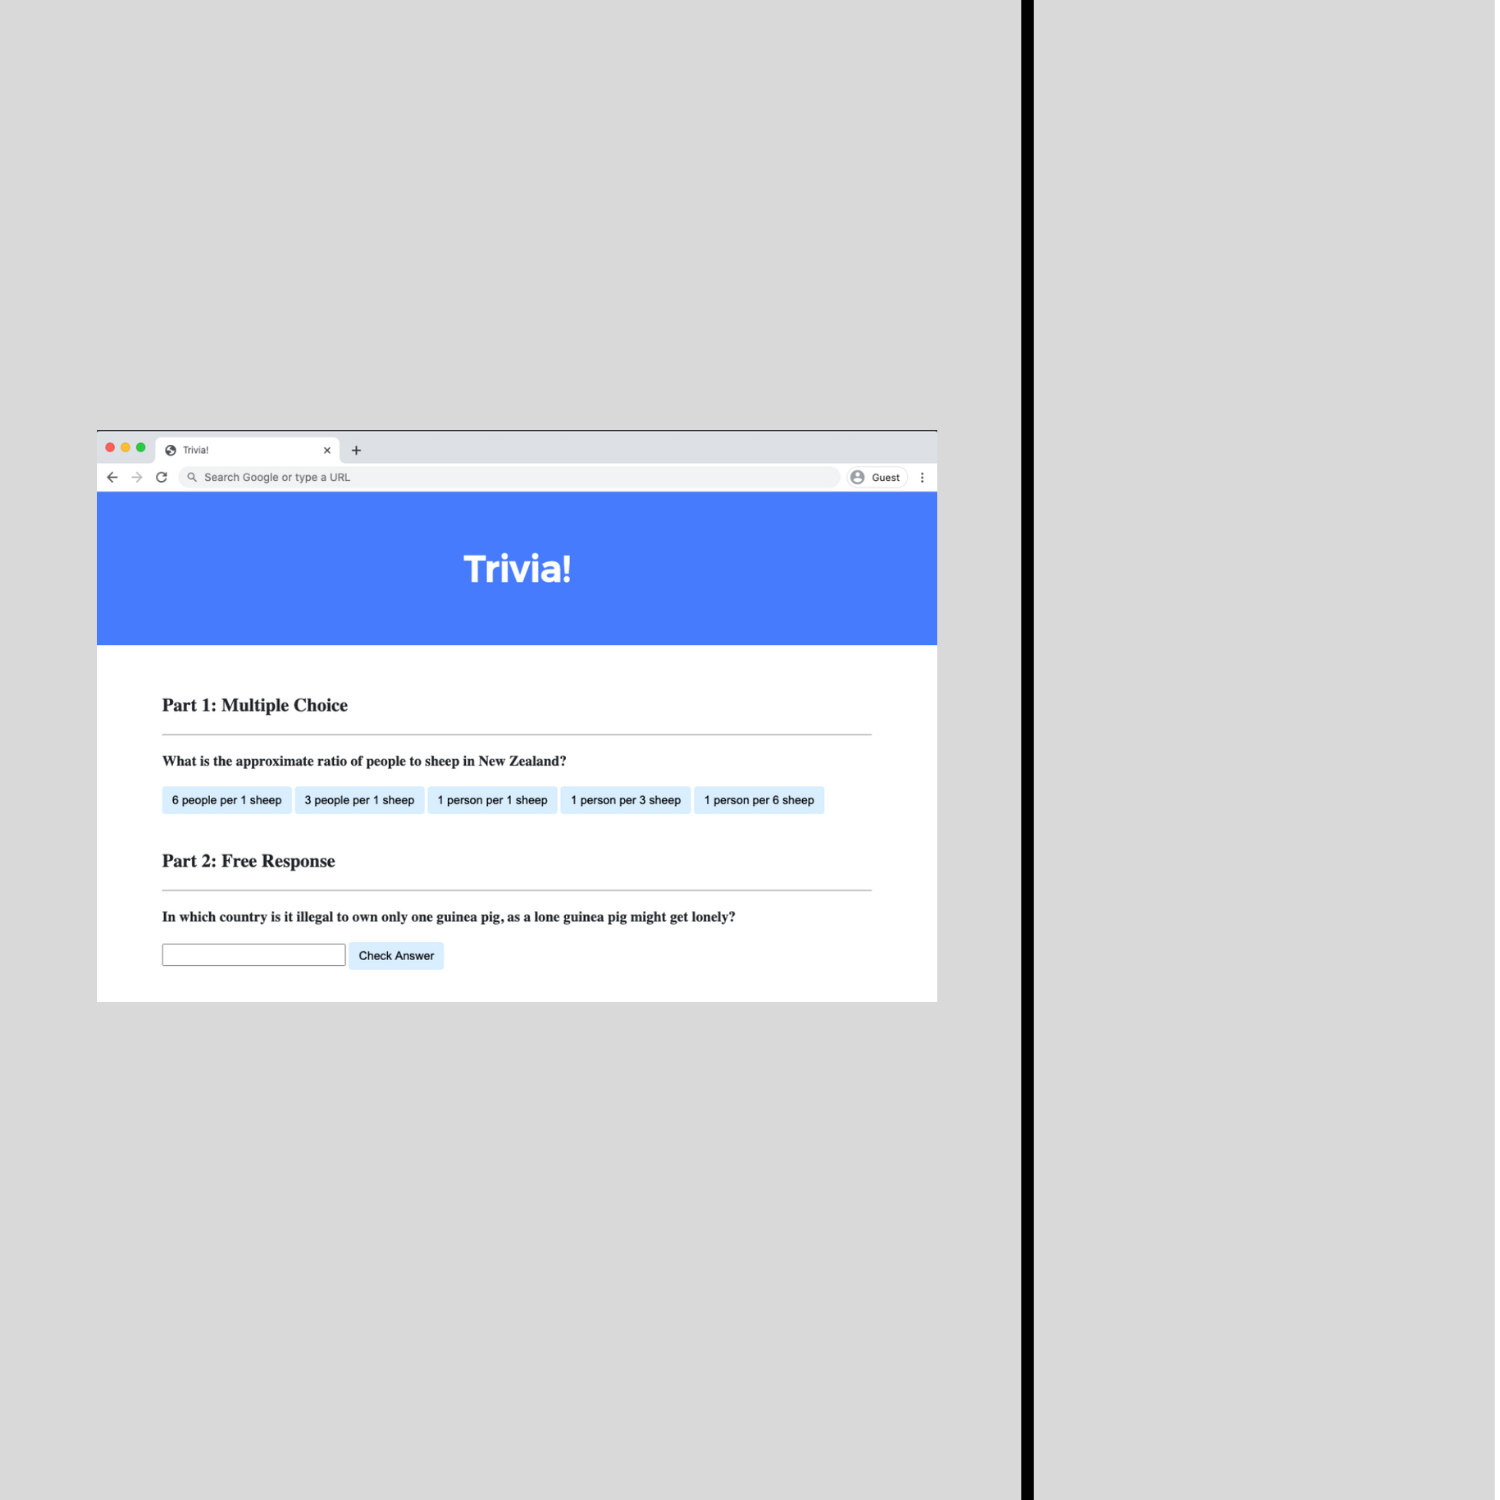 Trivia!
Search Google or type a URL
Guest
Trivia!
Part 1: Multiple Choice
What is the approximate ratio of people to sheep in New Zealand?
6 people per 1 sheep 3 people per 1 sheep 1 person per 1 sheep 1 person per 3 sheep 1 person per 6 sheep
Part 2: Free Response
In which country is it illegal to own only one guinea pig, as a lone guinea pig might get lonely?
Check Answer